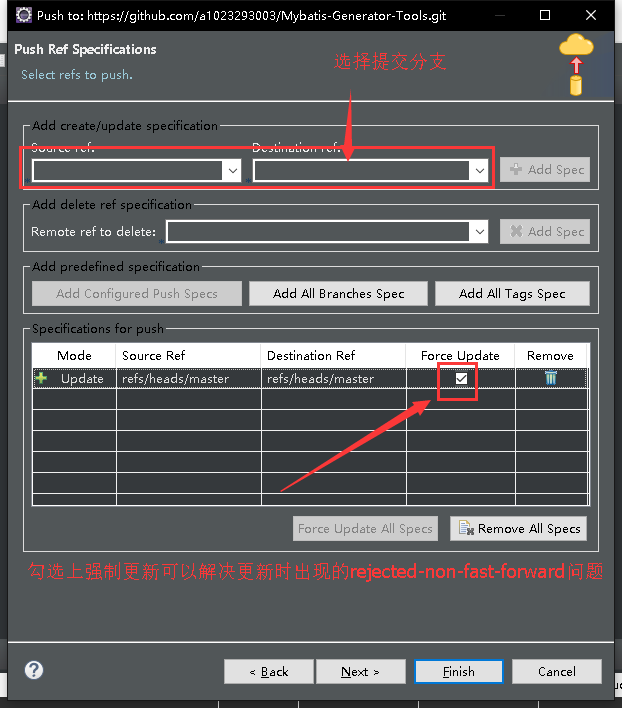 Push to: https://github.com/a1023293003/Mybatis-Generator-Tools.git
Push Ref Specifications
Select refs to push.
选择提交分支
Add create/update specification
Source ref:
Destination ref:
Add Spec
Add delete ref specification
Remote ref to delete:
Add Spec
Add predefined specification
Add Configured Push Specs
Add All Branches Spec
Add All Tags Spec
Specifications for push
Mode Source Ref Destination Ref Force Update Remove
Update refs/heads/master refs/heads/master
Force Update All Specs
Remove All Specs
勾选上强制更新可以解决更新时出现的rejected-non-fast-forward问题
?
< Back
Next >
Finish
Cancel